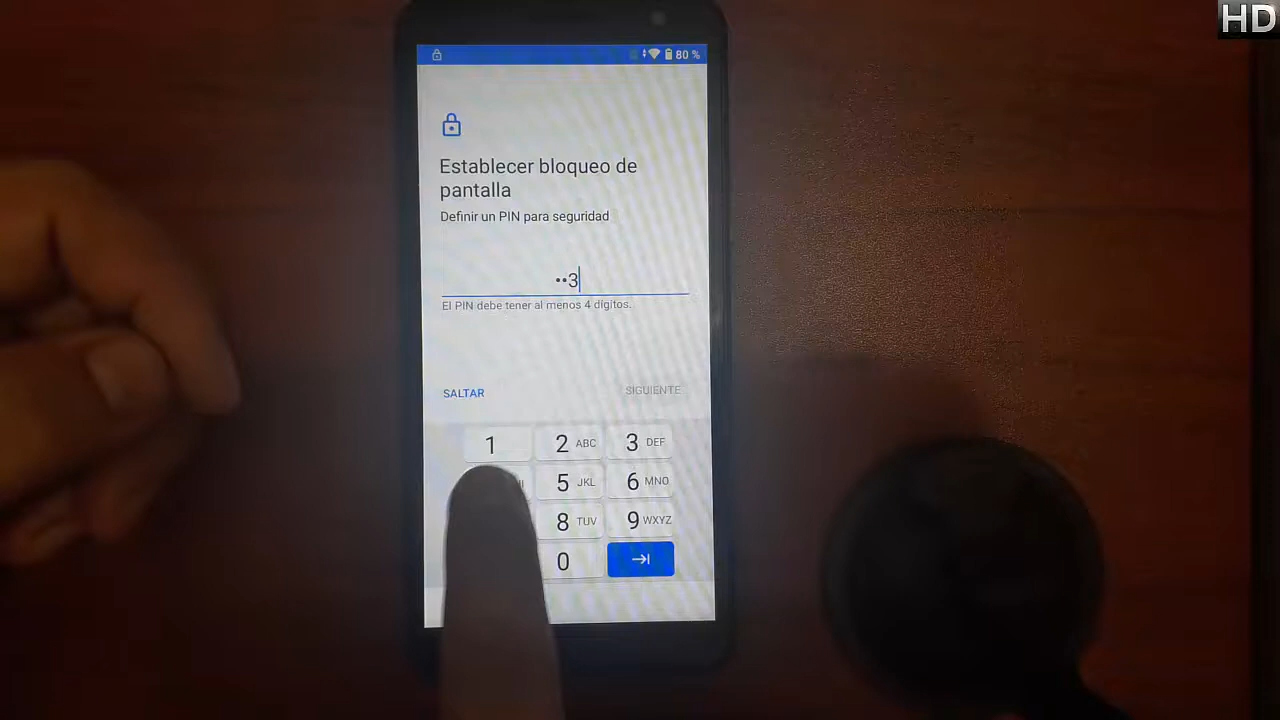 HD
80 %
Establecer bloqueo de
pantalla
Definir un PIN para seguridad
••3
El PIN debe tener al menos 4 dígitos.
SALTAR
SIGUIENTE
1
2 ABC
3 DEF
5 JKL
6 MNO
8 TUV
9 WXYZ
0